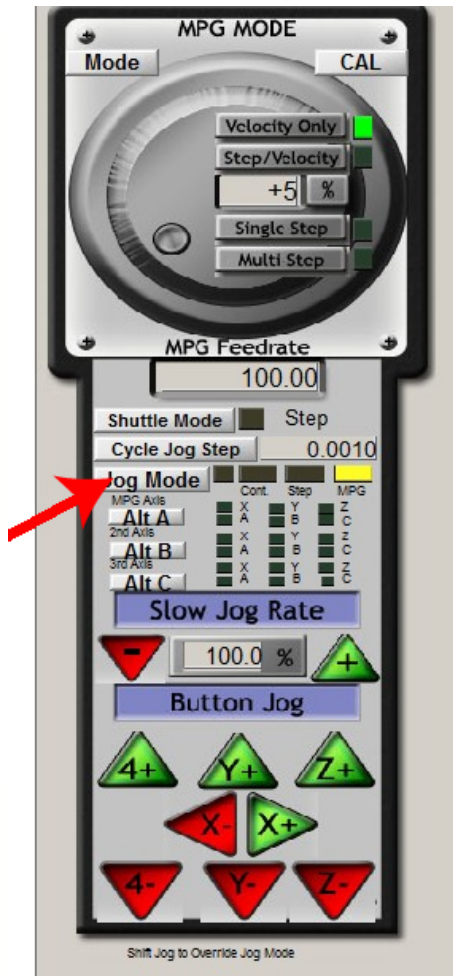 MPG MODE
Mode CAL
Velocity Only
Step/Velocity
+5 %
Single Step
Multi Step
MPG Feedrate
100.00
Shuttle Mode Step
Cycle Jog Step 0.0010
Jog Mode Cont. Step MPG
MPG Axis X Y Z
Alt A A B C
2nd Axis X Y Z
Alt B A B C
3rd Axis X Y Z
Alt C A B C
Slow Jog Rate
- 100.0 % +
Button Jog
4+ Y+ Z+
X- X+
4- Y- Z-
Shift Jog to Override Jog Mode